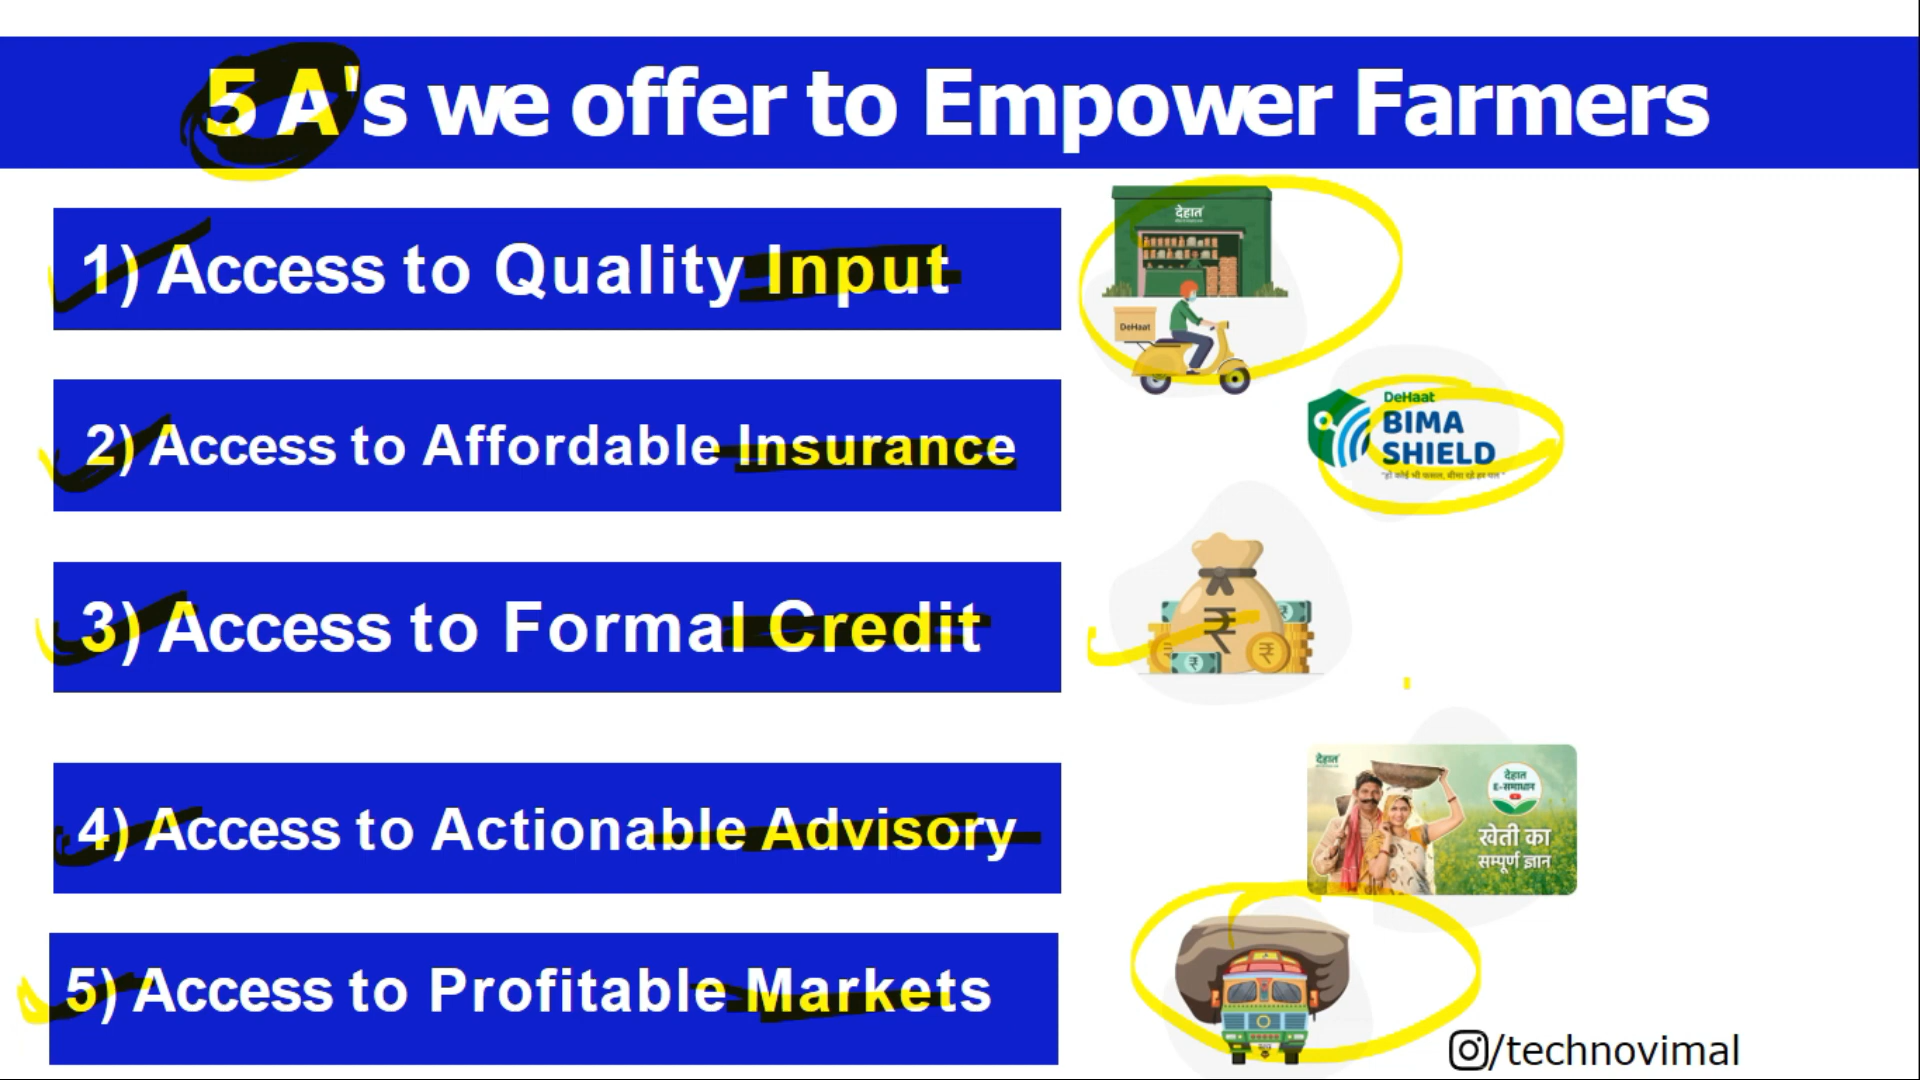 5 A's we offer to Empower Farmers
1) Access to Quality Input
देहात
DeHaat
2) Access to Affordable Insurance
DeHaat
BIMA
SHIELD
3) Access to Formal Credit
₹
₹
₹
₹
4) Access to Actionable Advisory
देहात
देहात
E-समाधान
खेती का
सम्पूर्ण ज्ञान
5) Access to Profitable Markets
/technovimal